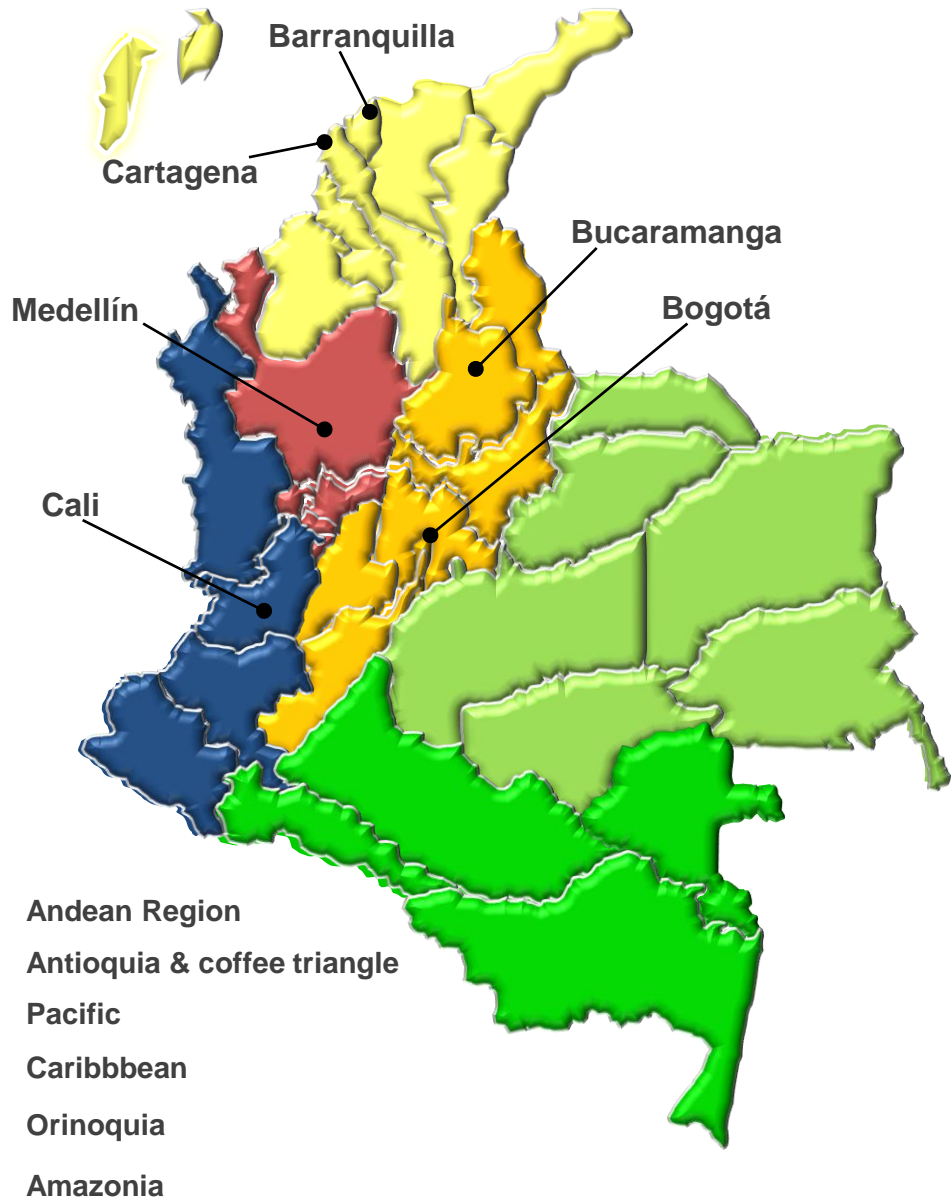 Barranquilla
Cartagena
Bucaramanga
Medellín
Bogotá
Cali
Andean Region
Antioquia & coffee triangle
Pacific
Caribbbean
Orinoquia
Amazonia